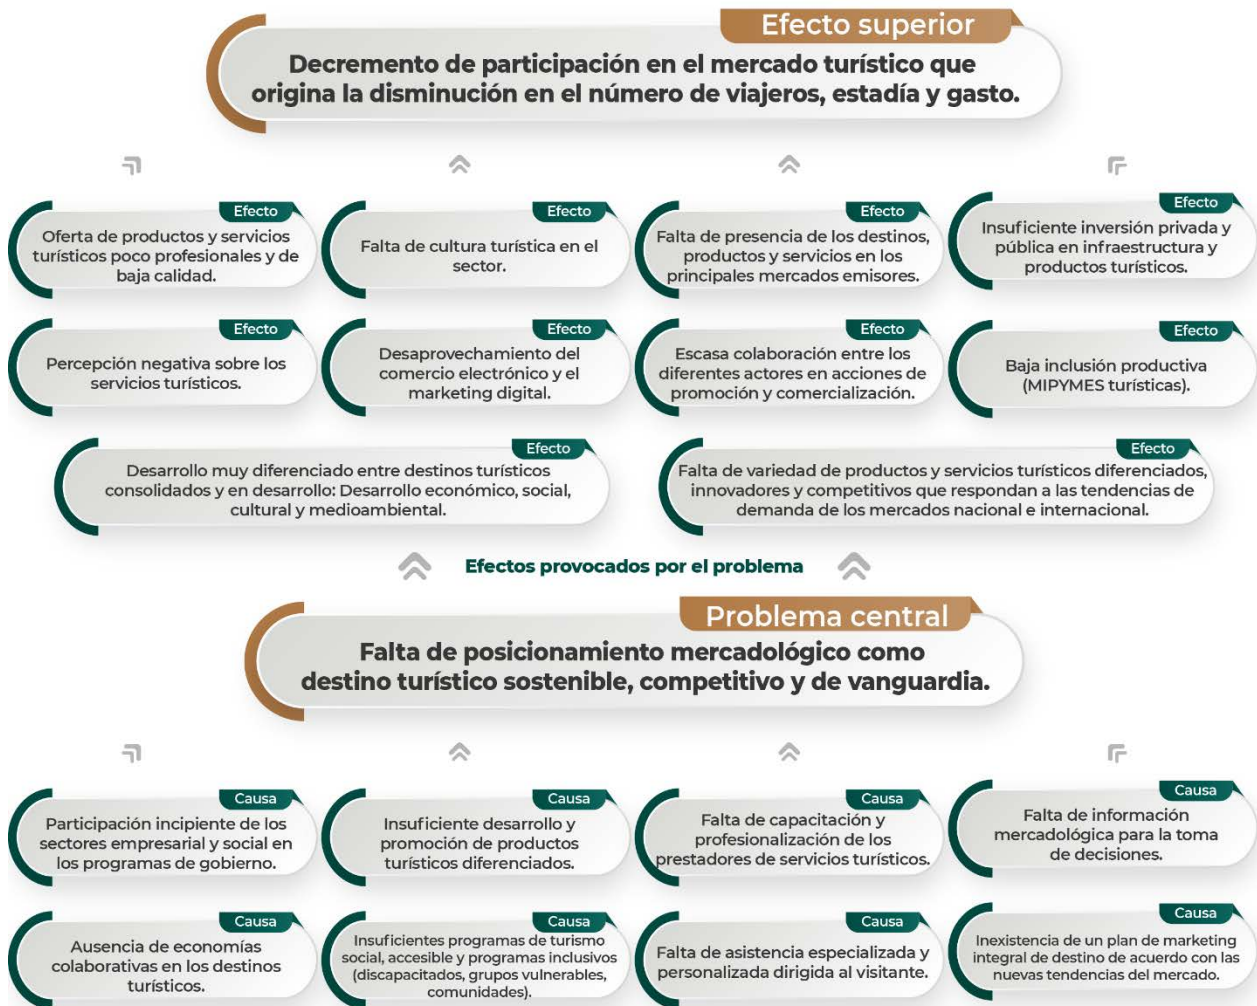 Efecto superior
Decremento de participación en el mercado turístico que
origina la disminución en el número de viajeros, estadía y gasto.
Efecto
Oferta de productos y servicios
turísticos poco profesionales y de
baja calidad.
Efecto
Falta de cultura turística en el
sector.
Efecto
Falta de presencia de los destinos,
productos y servicios en los
principales mercados emisores.
Efecto
Insuficiente inversión privada y
pública en infraestructura y
productos turísticos.
Efecto
Percepción negativa sobre los
servicios turísticos.
Efecto
Desaprovechamiento del
comercio electrónico y el
marketing digital.
Efecto
Escasa colaboración entre los
diferentes actores en acciones de
promoción y comercialización.
Efecto
Baja inclusión productiva
(MIPYMES turísticas).
Efecto
Desarrollo muy diferenciado entre destinos turísticos
consolidados y en desarrollo: Desarrollo económico, social,
cultural y medioambiental.
Efecto
Falta de variedad de productos y servicios turísticos diferenciados,
innovadores y competitivos que respondan a las tendencias de
demanda de los mercados nacional e internacional.
Efectos provocados por el problema
Problema central
Falta de posicionamiento mercadológico como
destino turístico sostenible, competitivo y de vanguardia.
Causa
Participación incipiente de los
sectores empresarial y social en
los programas de gobierno.
Causa
Insuficiente desarrollo y
promoción de productos
turísticos diferenciados.
Causa
Falta de capacitación y
profesionalización de los
prestadores de servicios turísticos.
Causa
Falta de información
mercadológica para la toma
de decisiones.
Causa
Ausencia de economías
colaborativas en los destinos
turísticos.
Causa
Insuficientes programas de turismo
social, accesible y programas inclusivos
(discapacitados, grupos vulnerables,
comunidades).
Causa
Falta de asistencia especializada y
personalizada dirigida al visitante.
Causa
Inexistencia de un plan de marketing
integral de destino de acuerdo con las
nuevas tendencias del mercado.